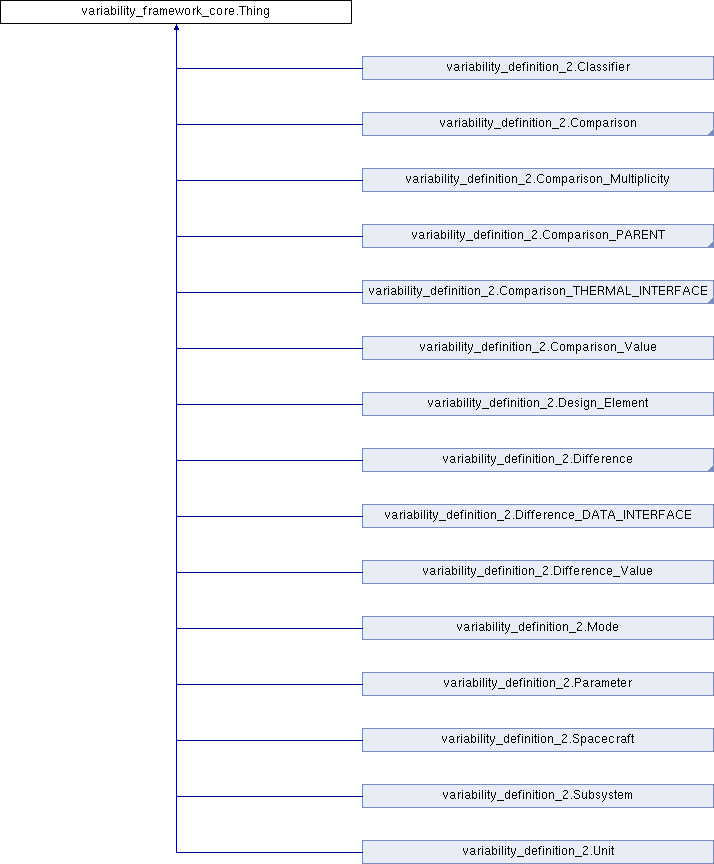 variability_framework_core.Thing
variability_definition_2.Classifier
variability_definition_2.Comparison
variability_definition_2.Comparison_Multiplicity
variability_definition_2.Comparison_PARENT
variability_definition_2.Comparison_THERMAL_INTERFACE
variability_definition_2.Comparison_Value
variability_definition_2.Design_Element
variability_definition_2.Difference
variability_definition_2.Difference_DATA_INTERFACE
variability_definition_2.Difference_Value
variability_definition_2.Mode
variability_definition_2.Parameter
variability_definition_2.Spacecraft
variability_definition_2.Subsystem
variability_definition_2.Unit